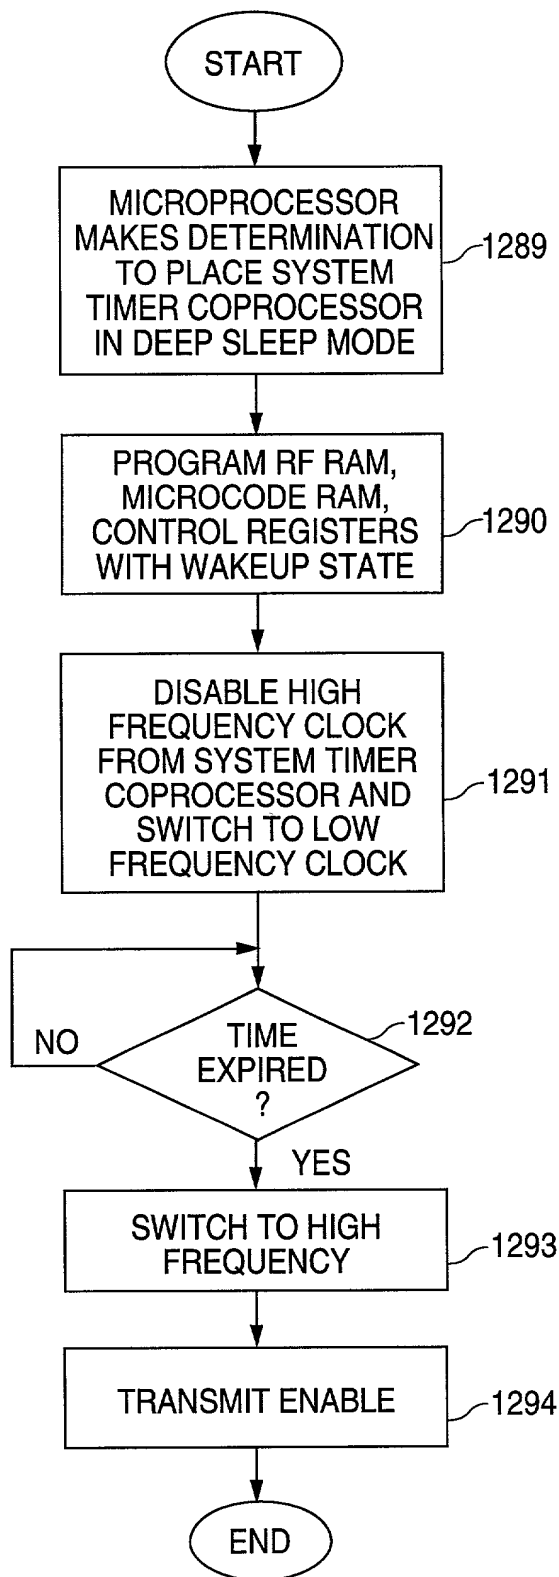 START
MICROPROCESSOR
MAKES DETERMINATION
TO PLACE SYSTEM
TIMER COPROCESSOR
IN DEEP SLEEP MODE
1289
PROGRAM RF RAM,
MICROCODE RAM,
CONTROL REGISTERS
WITH WAKEUP STATE
1290
DISABLE HIGH
FREQUENCY CLOCK
FROM SYSTEM TIMER
COPROCESSOR AND
SWITCH TO LOW
FREQUENCY CLOCK
1291
TIME
EXPIRED
?
1292
NO
YES
SWITCH TO HIGH
FREQUENCY
1293
TRANSMIT ENABLE
1294
END